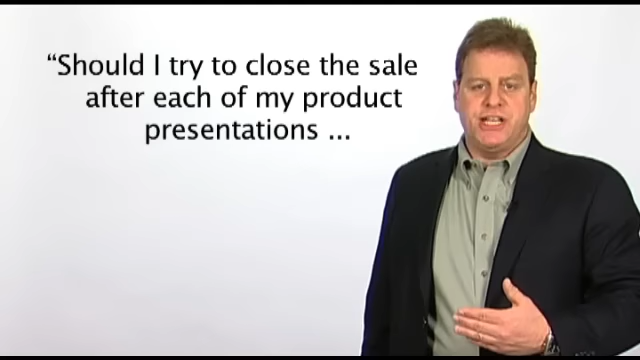 “Should I try to close the sale
after each of my product
presentations ...